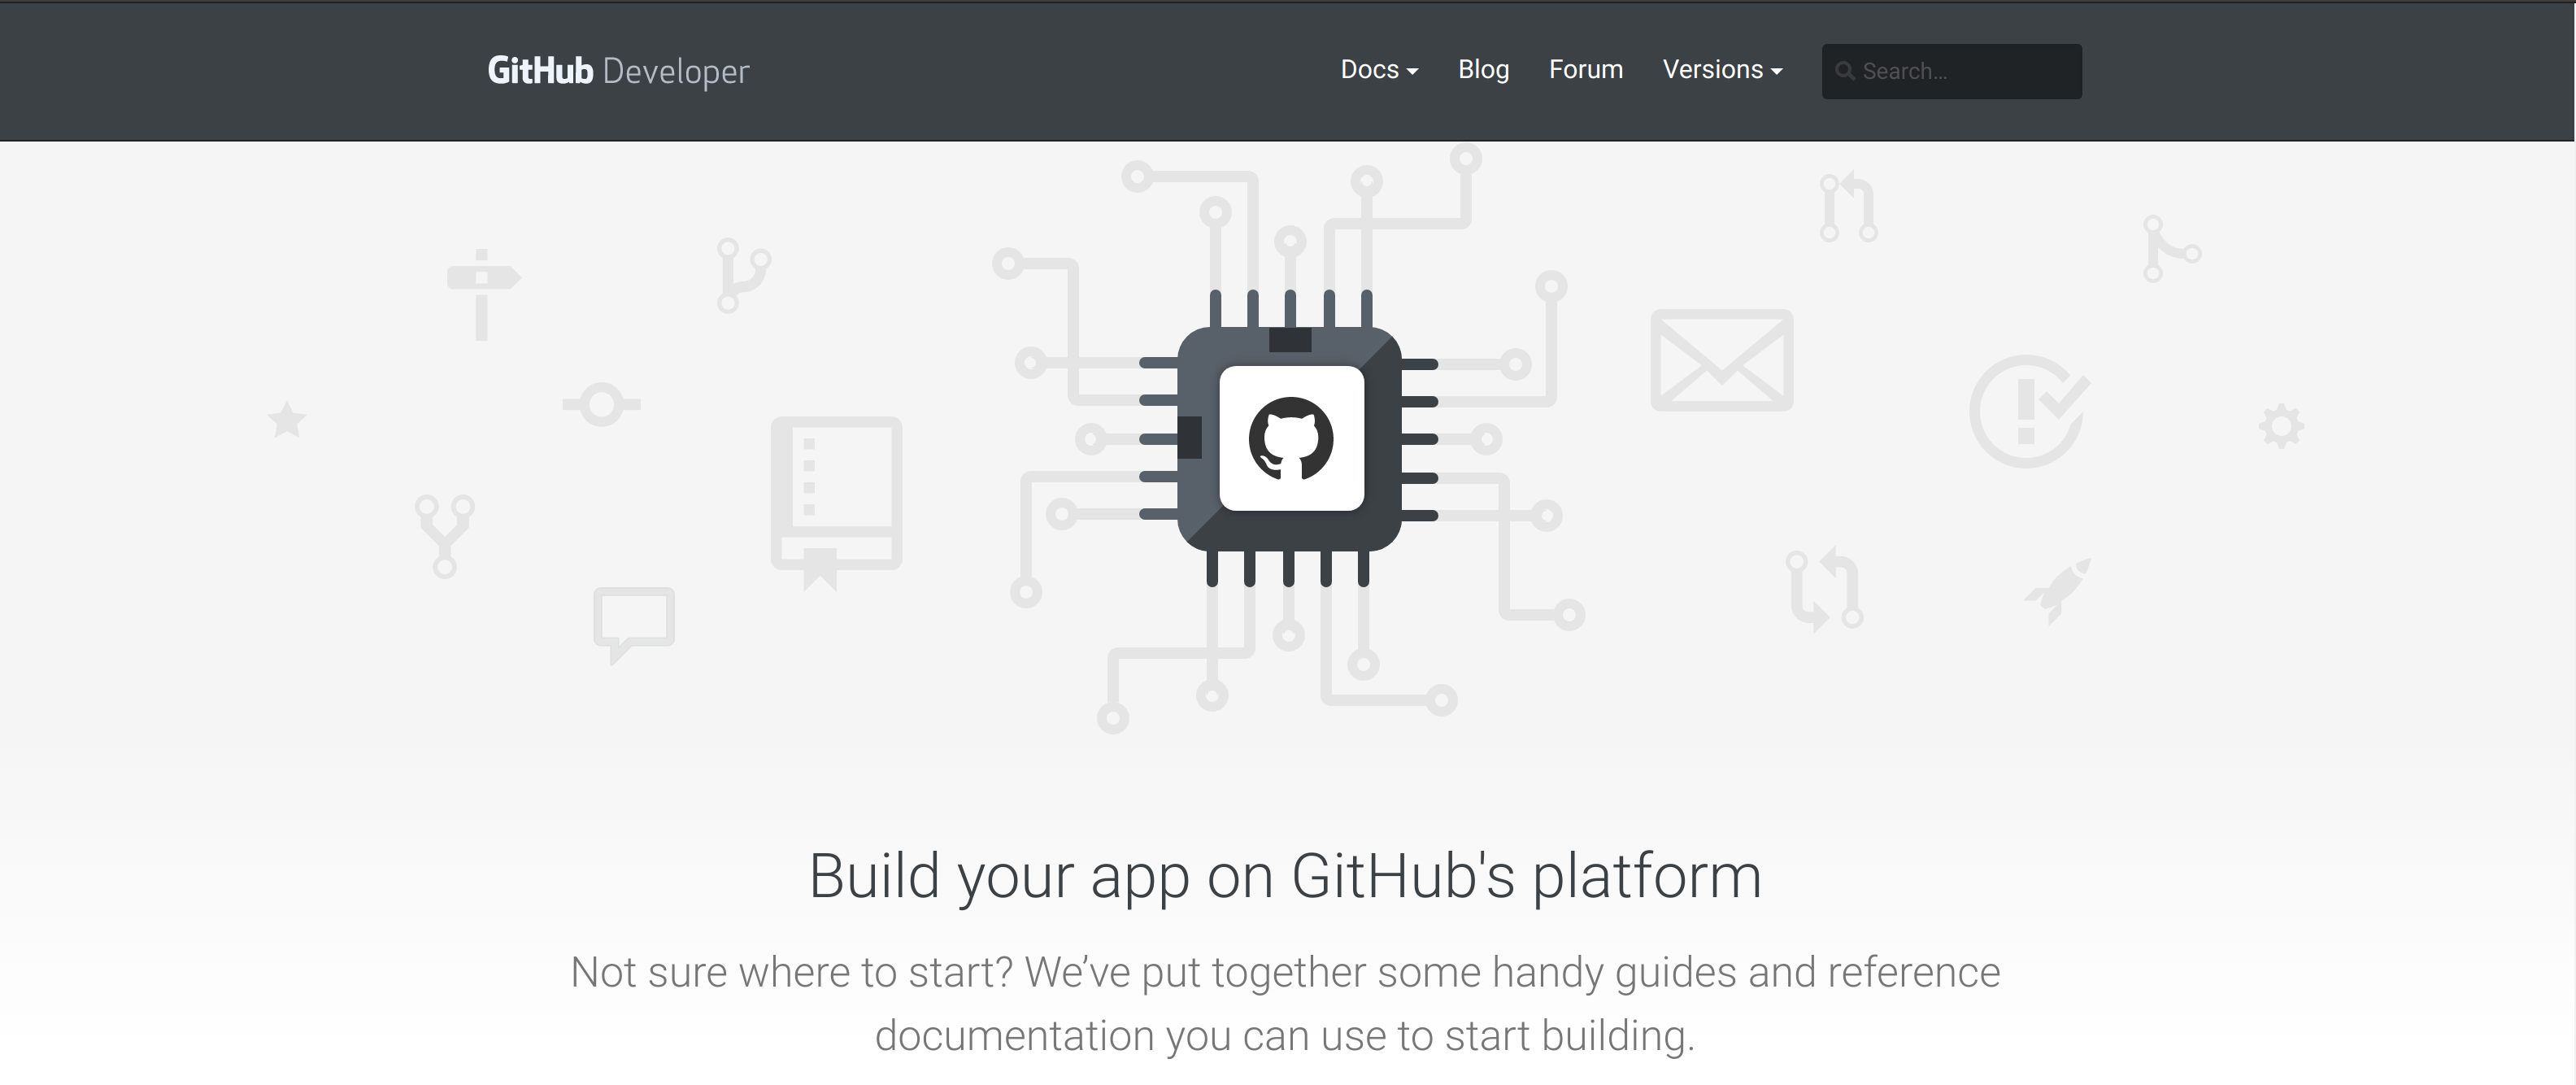 GitHub Developer
Docs Blog Forum Versions Search...
Build your app on GitHub's platform
Not sure where to start? We’ve put together some handy guides and reference
documentation you can use to start building.